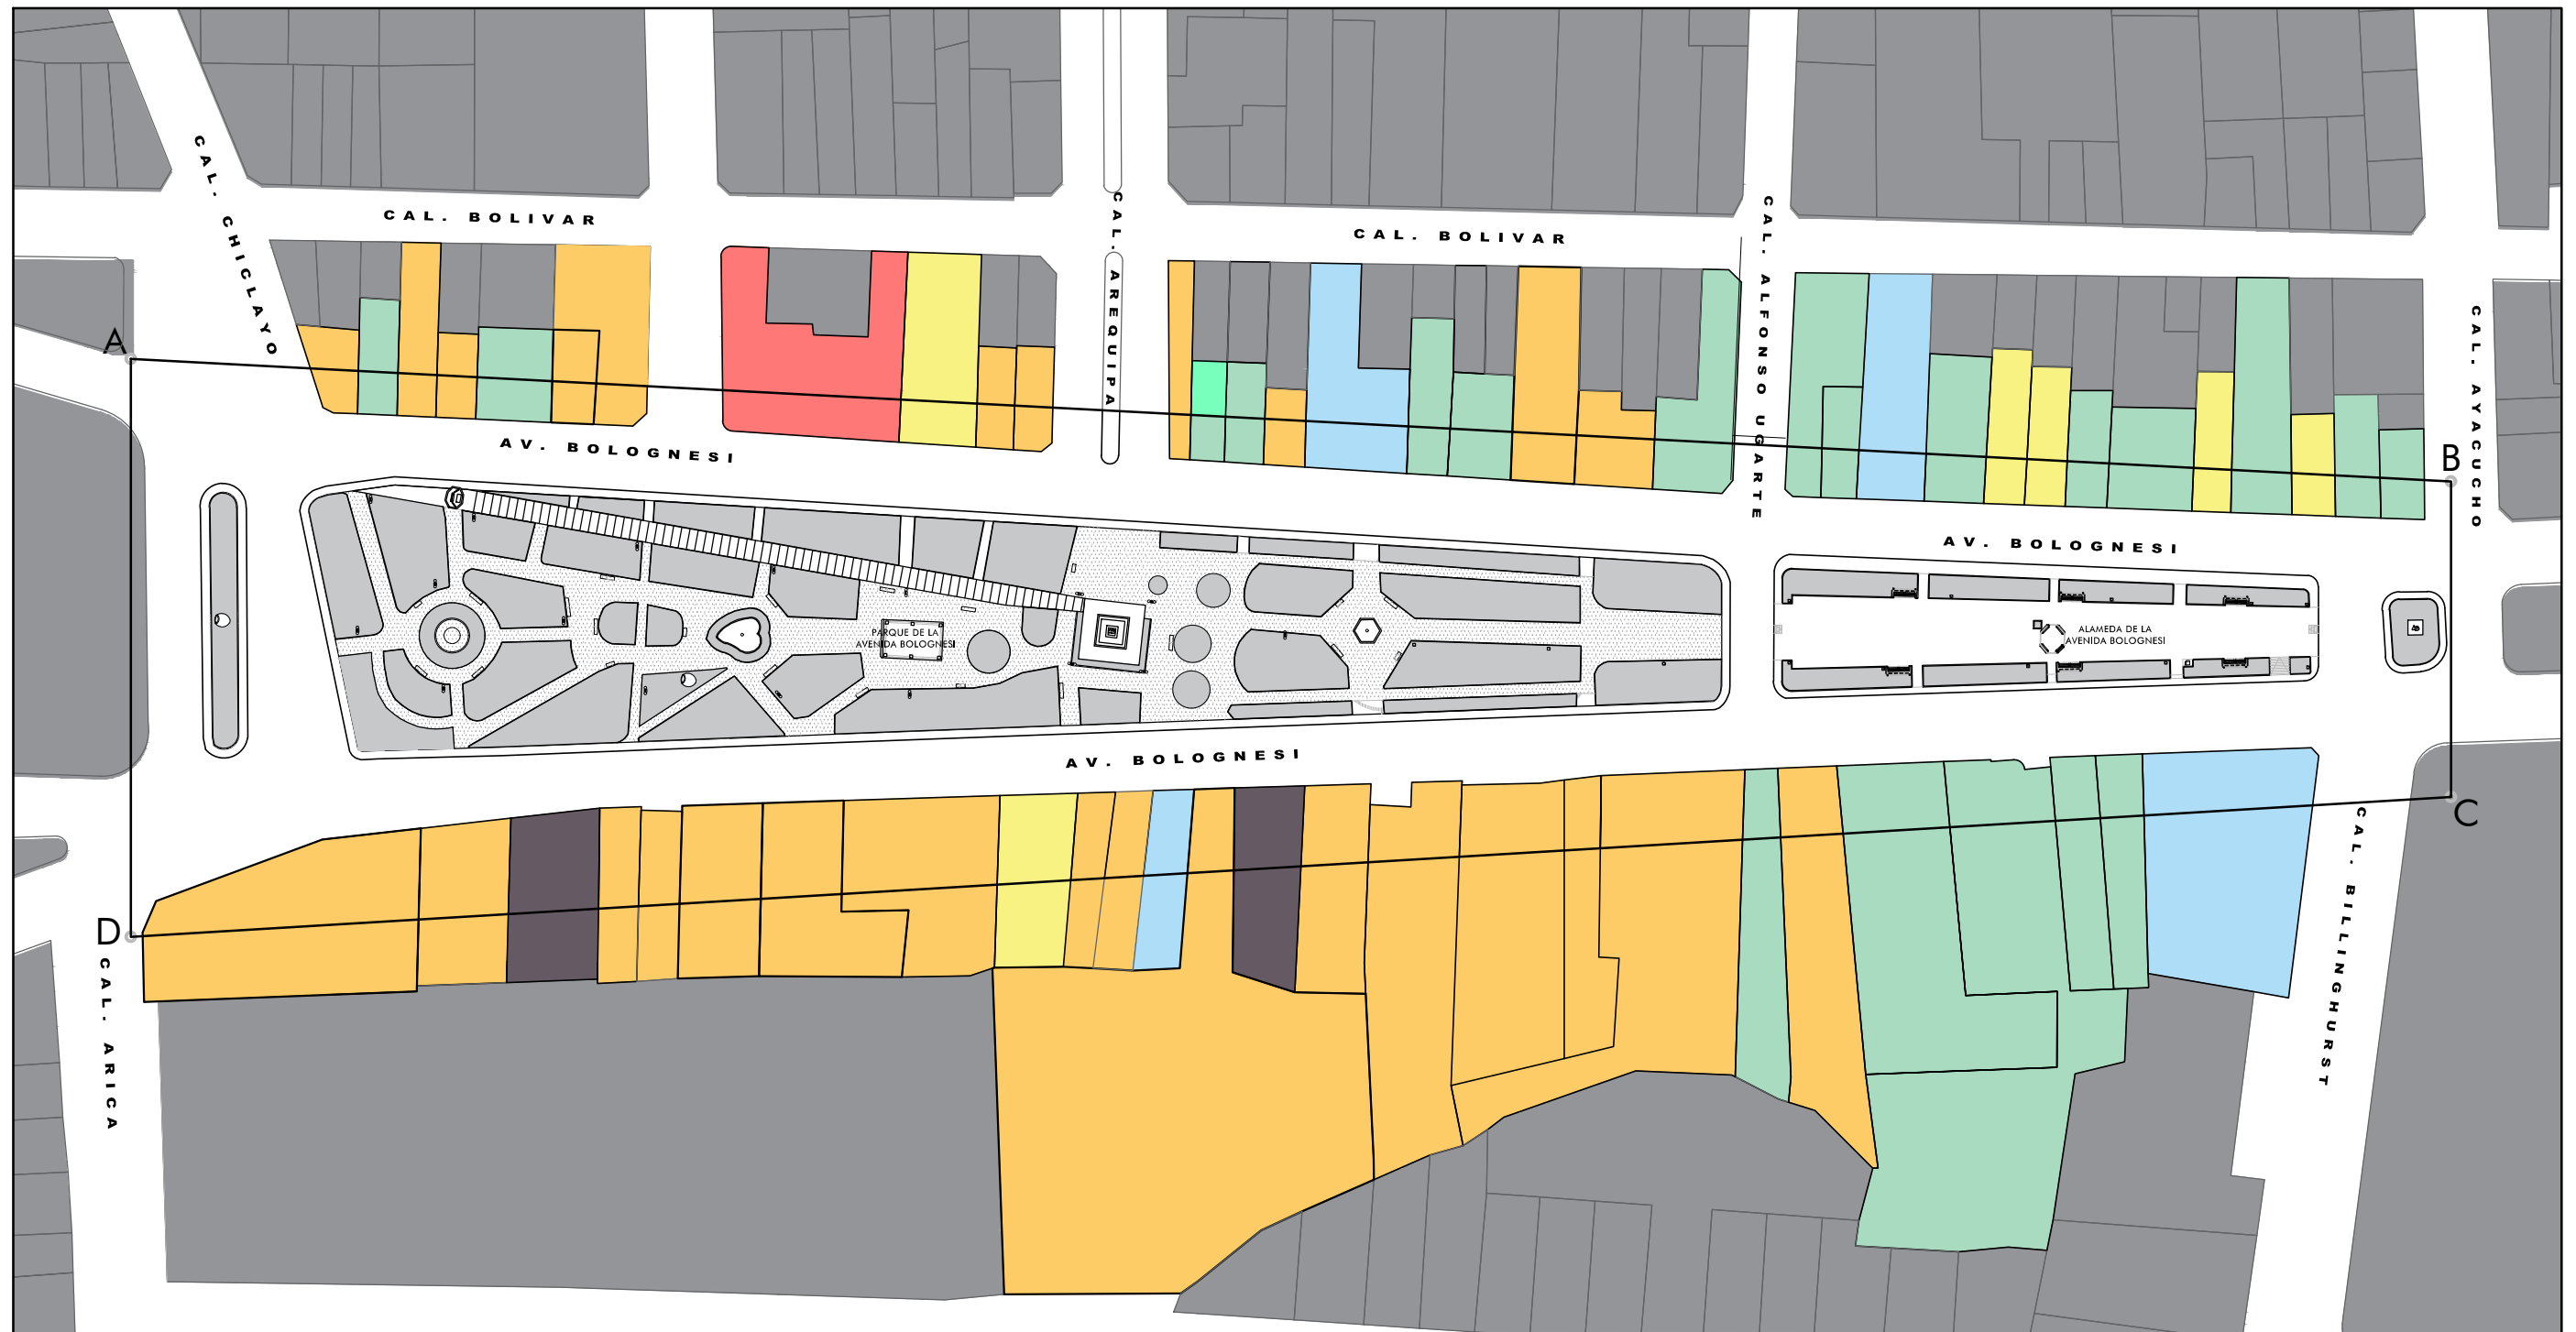 CAL. CHICLAYO
CAL. BOLIVAR
CAL. AREQUIPA
CAL. BOLIVAR
CAL. ALFONSO UGARTE
CAL. AYACUCHO
A
B
AV. BOLOGNESI
AV. BOLOGNESI
PARQUE DE LA
AVENIDA BOLOGNESI
ALAMEDA DE LA
AVENIDA BOLOGNESI
AV. BOLOGNESI
C
D
CAL. ARICA
CAL. BILLINGHURST